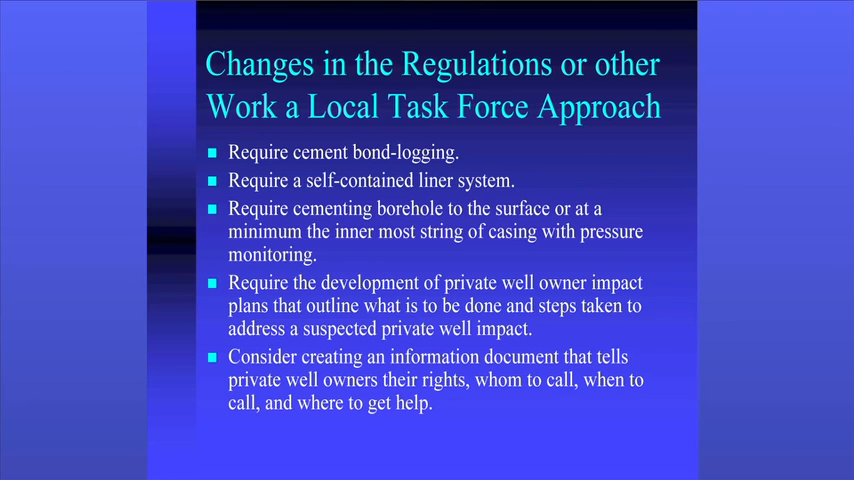 Changes in the Regulations or other
Work a Local Task Force Approach
Require cement bond-logging.
Require a self-contained liner system.
Require cementing borehole to the surface or at a
minimum the inner most string of casing with pressure
monitoring.
Require the development of private well owner impact
plans that outline what is to be done and steps taken to
address a suspected private well impact.
Consider creating an information document that tells
private well owners their rights, whom to call, when to
call, and where to get help.